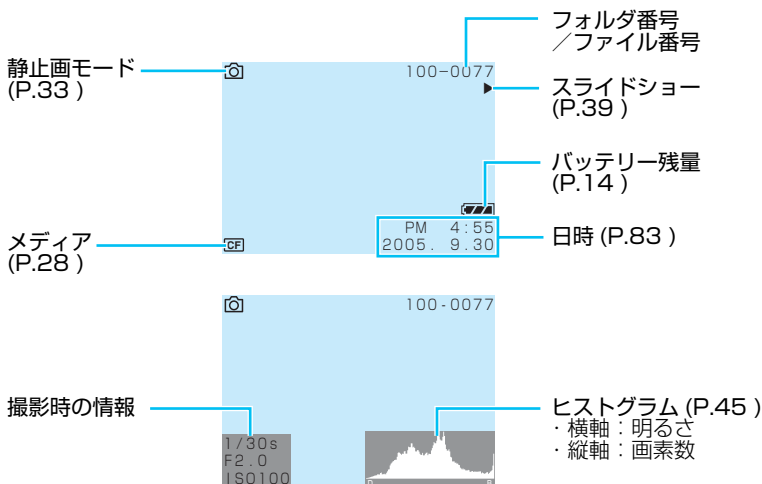 フォルダ番号
／ファイル番号
静止画モード
(P.33 )
100-0077
スライドショー
(P.39 )
バッテリー残量
(P.14 )
PM 4:55
2005. 9.30
日時 (P.83 )
メディア
(P.28 )
CF
100-0077
撮影時の情報
1/30s
F2.0
ISO100
ヒストグラム (P.45 )
・横軸：明るさ
・縦軸：画素数